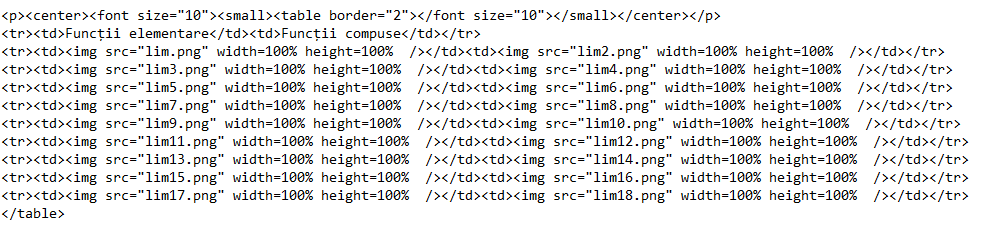 <p><center><font size="10"><small><table border="2"></font size="10"></small></center></p>
<tr><td>Funcții elementare</td><td>Funcții compuse</td></tr>
<tr><td><img src="lim.png" width=100% height=100%  /></td><td><img src="lim2.png" width=100% height=100%  /></td></tr>
<tr><td><img src="lim3.png" width=100% height=100%  /></td><td><img src="lim4.png" width=100% height=100%  /></td></tr>
<tr><td><img src="lim5.png" width=100% height=100%  /></td><td><img src="lim6.png" width=100% height=100%  /></td></tr>
<tr><td><img src="lim7.png" width=100% height=100%  /></td><td><img src="lim8.png" width=100% height=100%  /></td></tr>
<tr><td><img src="lim9.png" width=100% height=100%  /></td><td><img src="lim10.png" width=100% height=100%  /></td></tr>
<tr><td><img src="lim11.png" width=100% height=100%  /></td><td><img src="lim12.png" width=100% height=100%  /></td></tr>
<tr><td><img src="lim13.png" width=100% height=100%  /></td><td><img src="lim14.png" width=100% height=100%  /></td></tr>
<tr><td><img src="lim15.png" width=100% height=100%  /></td><td><img src="lim16.png" width=100% height=100%  /></td></tr>
<tr><td><img src="lim17.png" width=100% height=100%  /></td><td><img src="lim18.png" width=100% height=100%  /></td></tr>
</table>